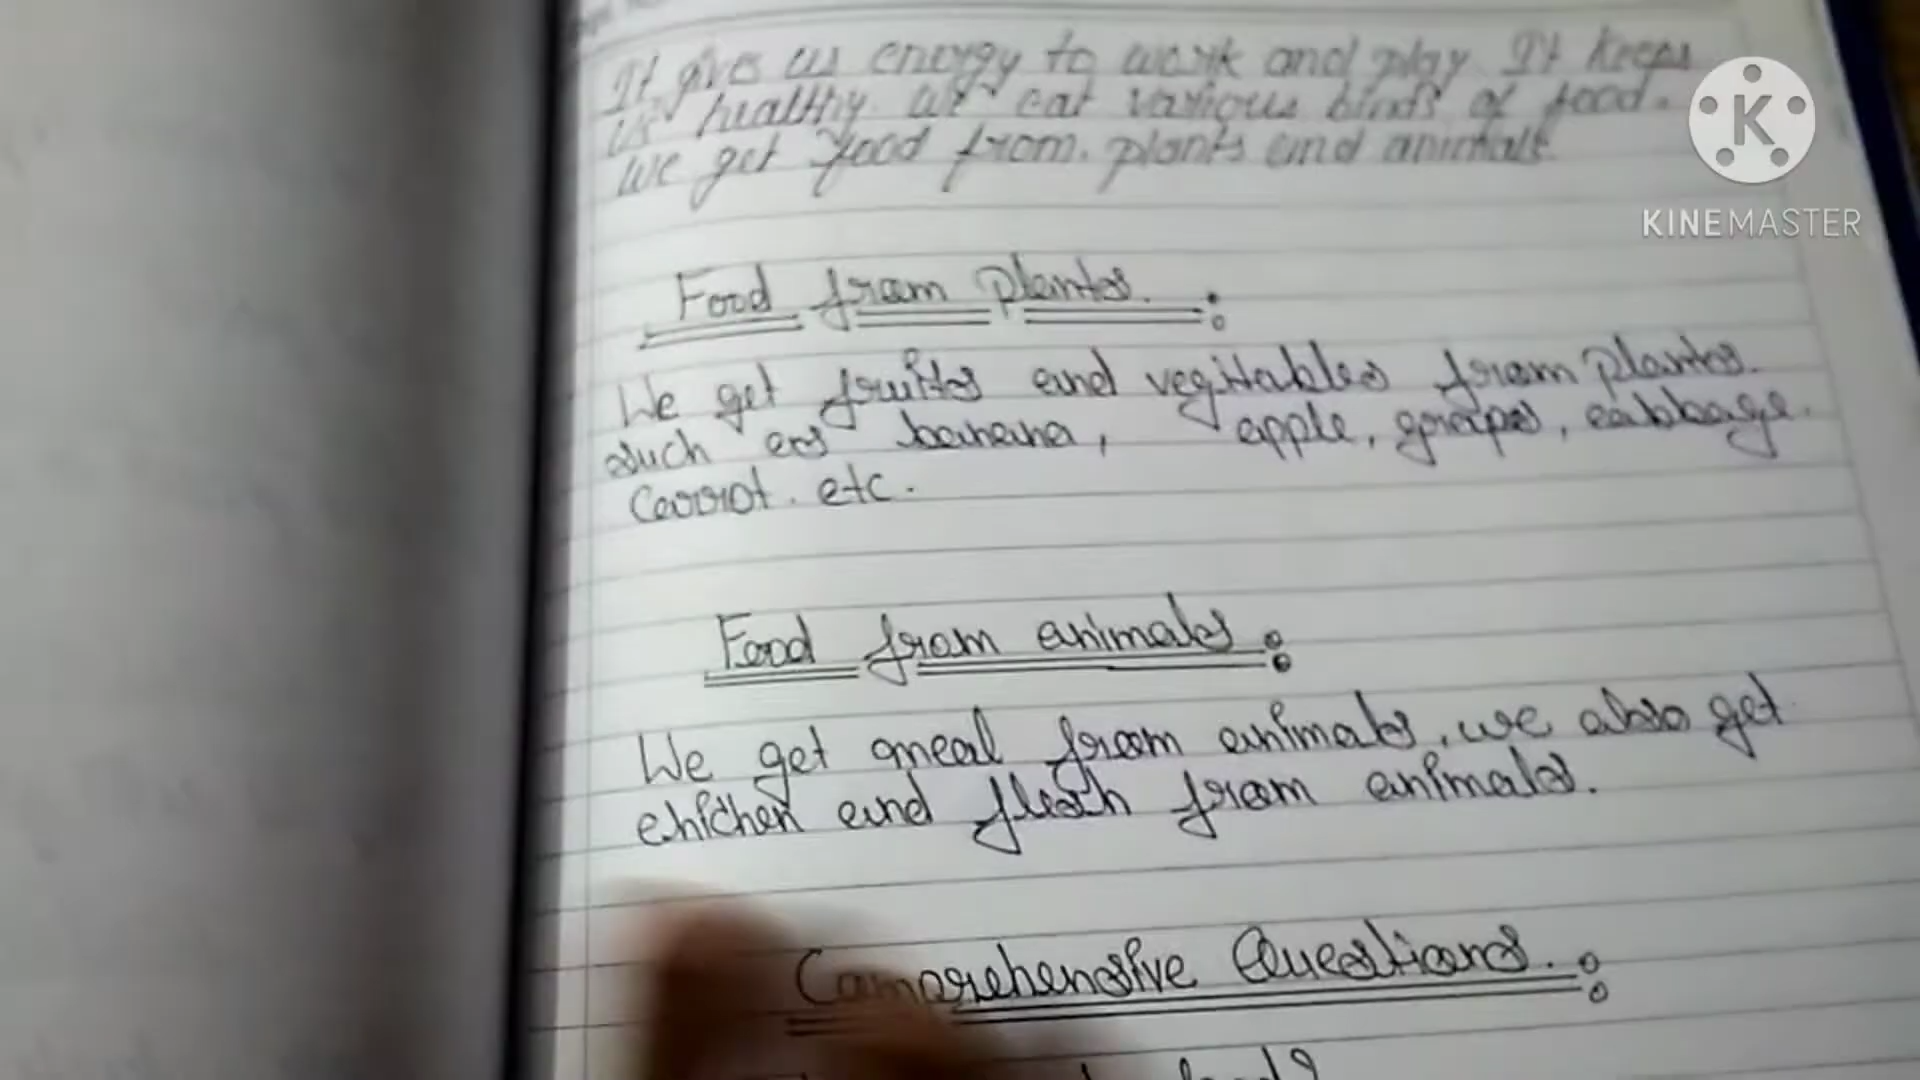 It gives us energy to work and play. It keeps
us healthy. we eat various kinds of food.
we get food from. plants and animals
Food from plants. :
We get fruits and vegitables from plants.
such as banana, apple, grapes, cabbage.
Carrot. etc.
Food from animals :
We get meal from animals, we also get
chichen and flesh from animals.
Comprehensive Questions. :
K
KINEMASTER